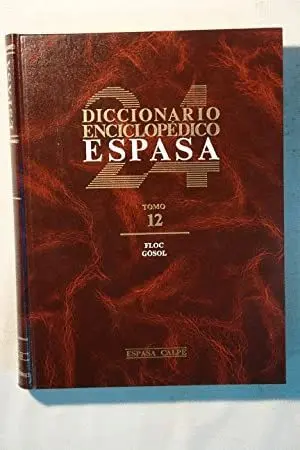 24
DICCIONARIO
ENCICLOPÉDICO
ESPASA
TOMO
12
FLOC
GÓSOL
ESPASA CALPE